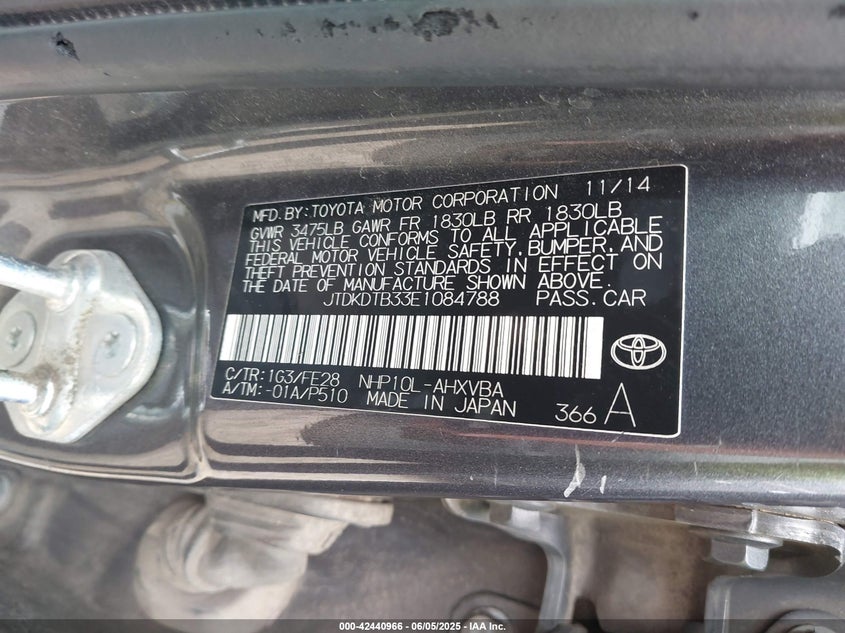 MFD.BY:TOYOTA MOTOR CORPORATION 11/14
GVWR 3475LB GAWR FR 1830LB RR 1830LB
THIS VEHICLE CONFORMS TO ALL APPLICABLE
FEDERAL MOTOR VEHICLE SAFETY,BUMPER,AND
THEFT PREVENTION STANDARDS IN EFFECT ON
THE DATE OF MANUFACTURE SHOWN ABOVE.
JTDKDTB33E1084788 PASS.CAR
C/TR:1G3/FE28 NHP10L-AHXVBA
A/TM:-01A/P510 MADE IN JAPAN 366 A
000-42440966 - 06/05/2025 - IAA Inc.